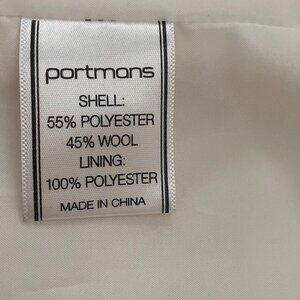 portmans
SHELL:
55% POLYESTER
45% WOOL
LINING:
100% POLYESTER
MADE IN CHINA